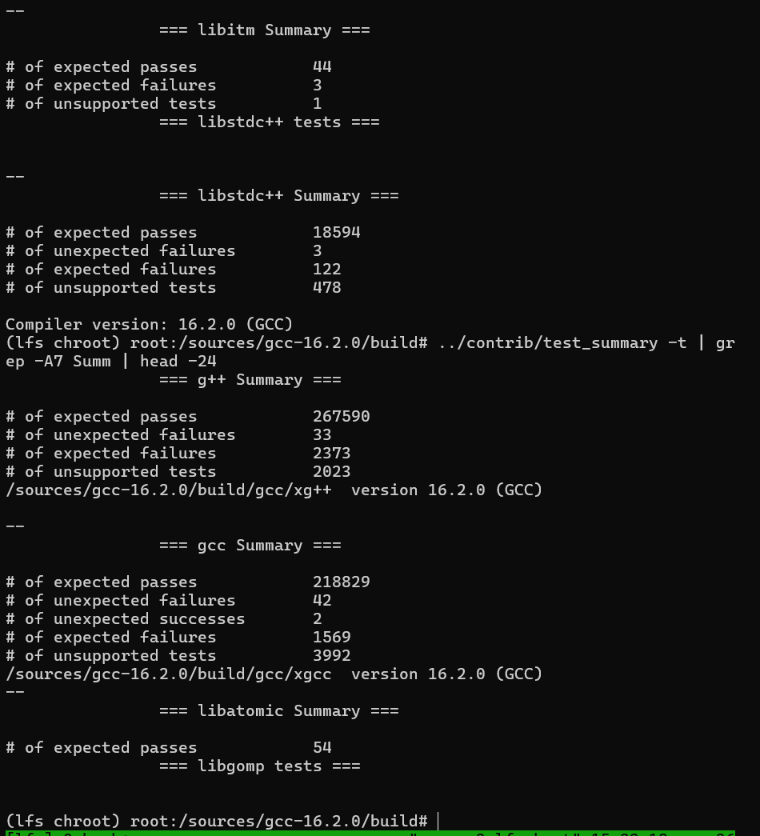 --
=== libitm Summary ===
# of expected passes 44
# of expected failures 3
# of unsupported tests 1
=== libstdc++ tests ===
--
=== libstdc++ Summary ===
# of expected passes 18594
# of unexpected failures 3
# of expected failures 122
# of unsupported tests 478
Compiler version: 16.2.0 (GCC)
(lfs chroot) root:/sources/gcc-16.2.0/build# ../contrib/test_summary -t | gr
ep -A7 Summ | head -24
=== g++ Summary ===
# of expected passes 267590
# of unexpected failures 33
# of expected failures 2373
# of unsupported tests 2023
/sources/gcc-16.2.0/build/gcc/xg++  version 16.2.0 (GCC)
--
=== gcc Summary ===
# of expected passes 218829
# of unexpected failures 42
# of unexpected successes 2
# of expected failures 1569
# of unsupported tests 3992
/sources/gcc-16.2.0/build/gcc/xgcc  version 16.2.0 (GCC)
--
=== libatomic Summary ===
# of expected passes 54
=== libgomp tests ===
(lfs chroot) root:/sources/gcc-16.2.0/build#